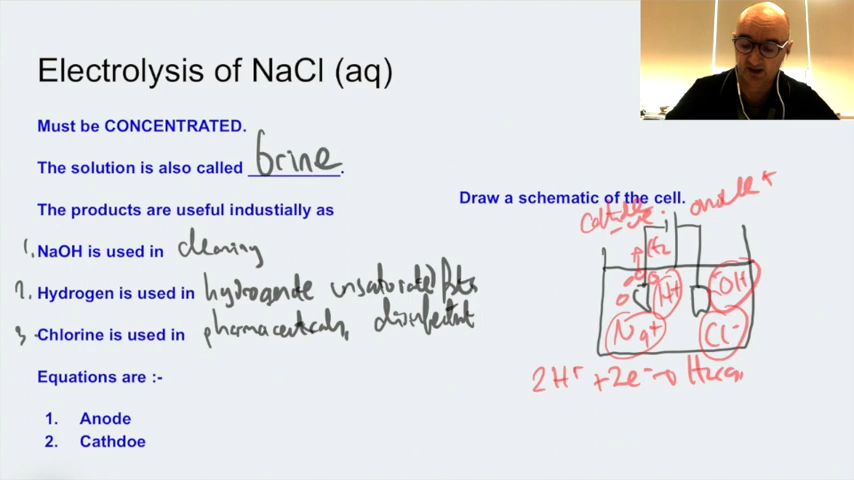 Electrolysis of NaCl (aq)
Must be CONCENTRATED.
The solution is also called brine.
The products are useful industially as
1. NaOH is used in cleaning
2. Hydrogen is used in hydrogenate unsaturated fats
3. Chlorine is used in pharmaceuticals, disinfectant
Equations are :-
1. Anode
2. Cathdoe
Draw a schematic of the cell.
cathode -ve
anode +
H2
H+
OH-
Na+
Cl-
2H+ + 2e- → H2(g)